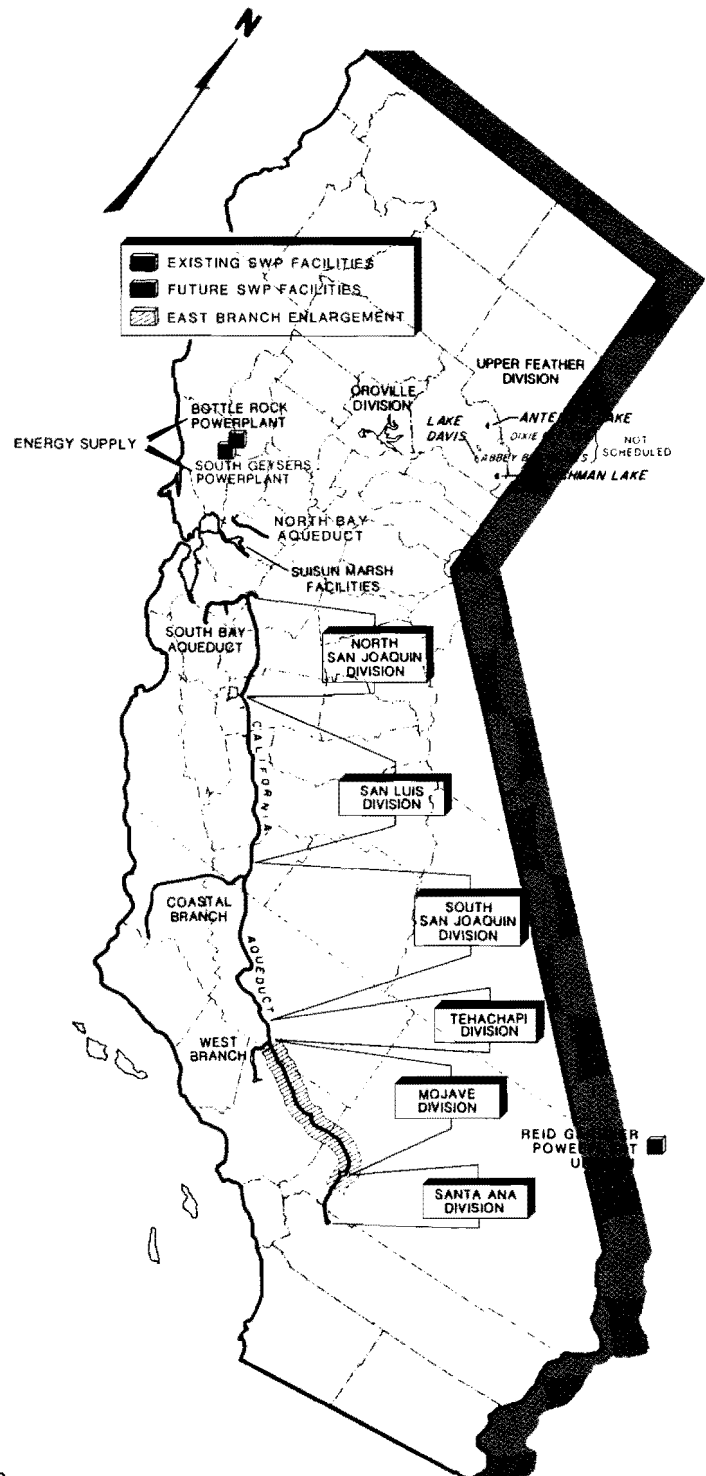 N
EXISTING SWP FACILITIES
FUTURE SWP FACILITIES
EAST BRANCH ENLARGEMENT
UPPER FEATHER
DIVISION
OROVILLE
DIVISION
LAKE
DAVIS
DIXIE
NOT
SCHEDULED
LAKE
BOTTLE ROCK
POWERPLANT
ENERGY SUPPLY
SOUTH GEYSERS
POWERPLANT
NORTH BAY
AQUEDUCT
SUISUN MARSH
FACILITIES
SOUTH BAY
AQUEDUCT
NORTH
SAN JOAQUIN
DIVISION
CALIFORNIA
SAN LUIS
DIVISION
COASTAL
BRANCH
SOUTH
SAN JOAQUIN
DIVISION
AQUEDUCT
TEHACHAPI
DIVISION
WEST
BRANCH
MOJAVE
DIVISION
REID
SANTA ANA
DIVISION